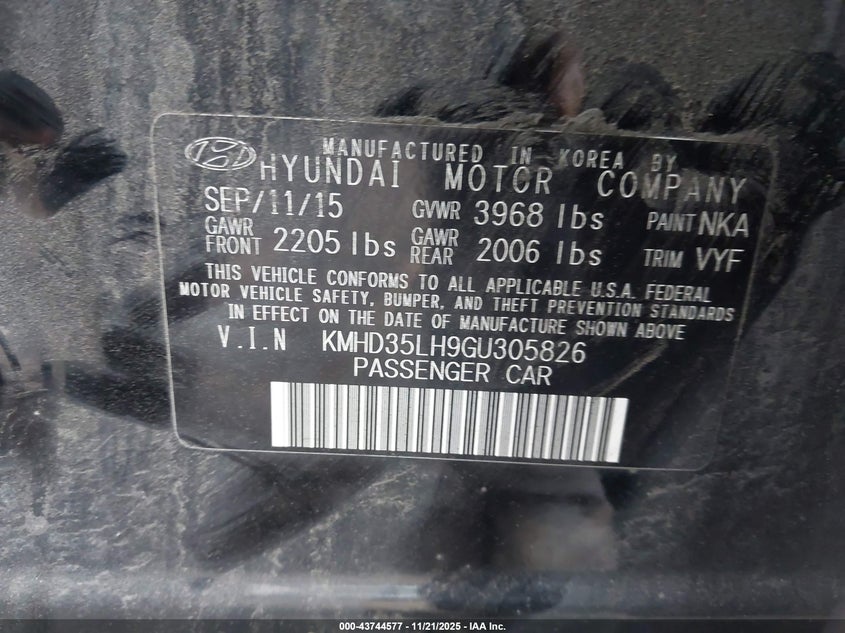 MANUFACTURED IN KOREA BY
HYUNDAI MOTOR COMPANY
SEP/11/15 GVWR 3968 lbs PAINT NKA
GAWR FRONT 2205 lbs GAWR REAR 2006 lbs TRIM VYF
THIS VEHICLE CONFORMS TO ALL APPLICABLE U.S.A. FEDERAL
MOTOR VEHICLE SAFETY, BUMPER, AND THEFT PREVENTION STANDARDS
IN EFFECT ON THE DATE OF MANUFACTURE SHOWN ABOVE
V.I.N KMHD35LH9GU305826
PASSENGER CAR
000-43744577 - 11/21/2025 - IAA Inc.